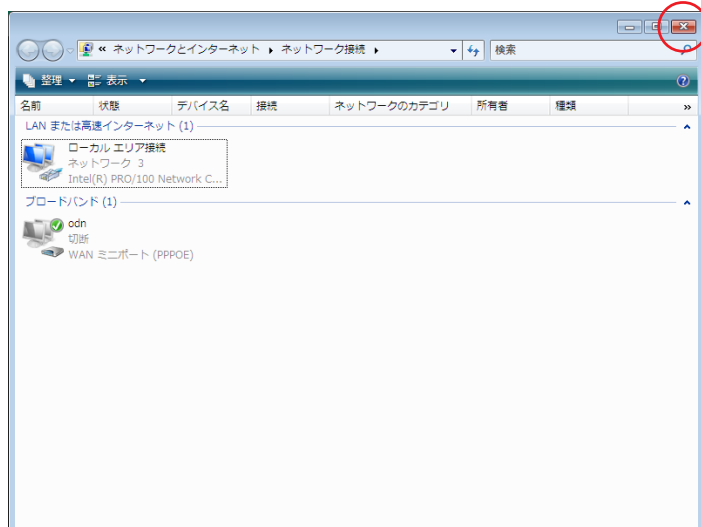 « ネットワークとインターネット ネットワーク接続 検索
整理 表示
名前 状態 デバイス名 接続 ネットワークのカテゴリ 所有者 種類 »
LAN または高速インターネット (1)
ローカル エリア接続
ネットワーク 3
Intel(R) PRO/100 Network C...
ブロードバンド (1)
odn
切断
WAN ミニポート (PPPOE)